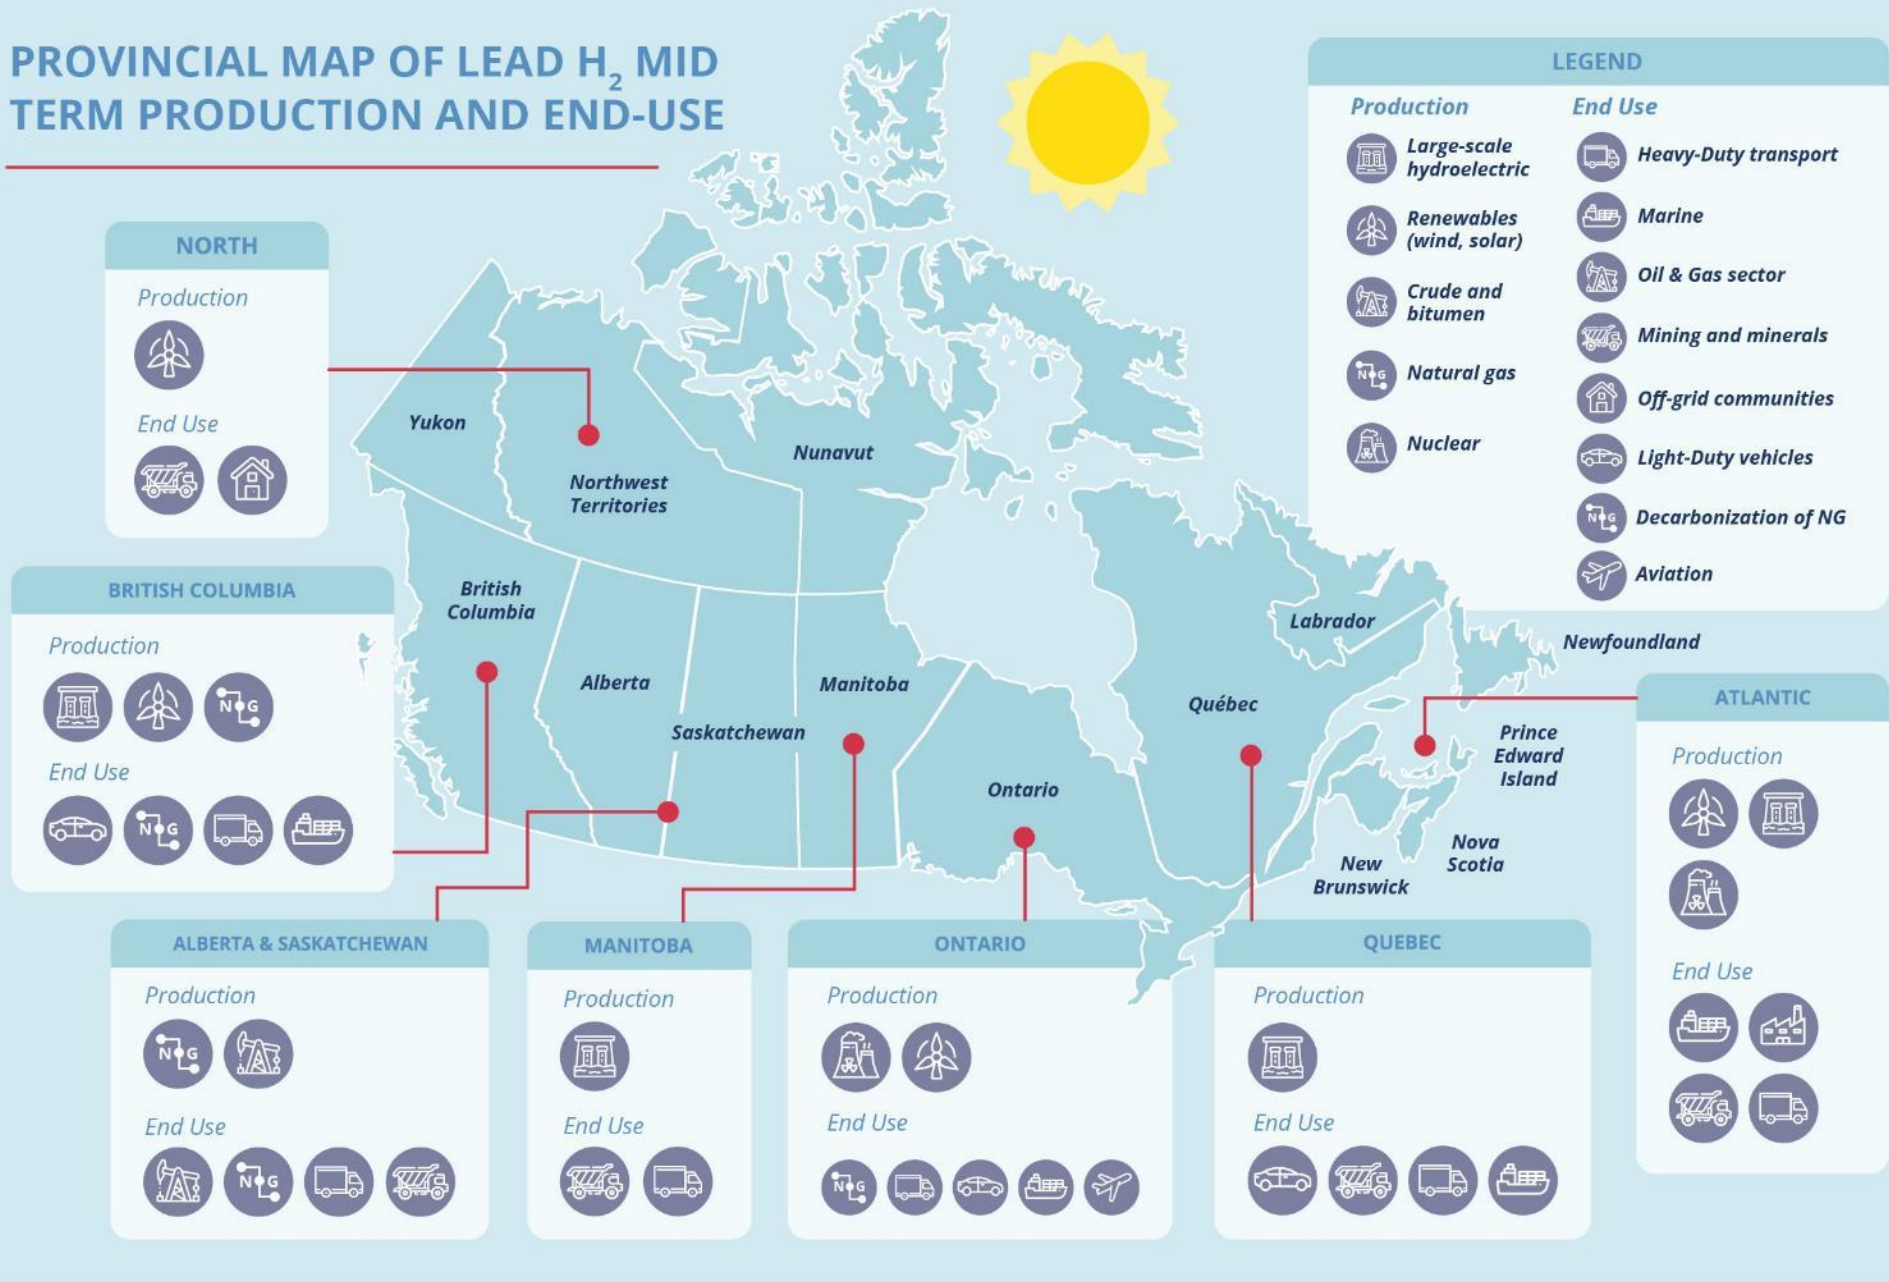 PROVINCIAL MAP OF LEAD H₂ MID
TERM PRODUCTION AND END-USE
LEGEND
Production
Large-scale
hydroelectric
Renewables
(wind, solar)
Crude and
bitumen
N G
Natural gas
Nuclear
End Use
Heavy-Duty transport
Marine
Oil & Gas sector
Mining and minerals
Off-grid communities
Light-Duty vehicles
N G
Decarbonization of NG
Aviation
NORTH
Production
End Use
Yukon
Northwest
Territories
Nunavut
British
Columbia
Alberta
Saskatchewan
Manitoba
Ontario
Québec
Labrador
Newfoundland
Prince
Edward
Island
Nova
Scotia
New
Brunswick
BRITISH COLUMBIA
Production
N G
End Use
N G
ATLANTIC
Production
End Use
ALBERTA & SASKATCHEWAN
Production
N G
End Use
N G
MANITOBA
Production
End Use
ONTARIO
Production
End Use
N G
QUEBEC
Production
End Use